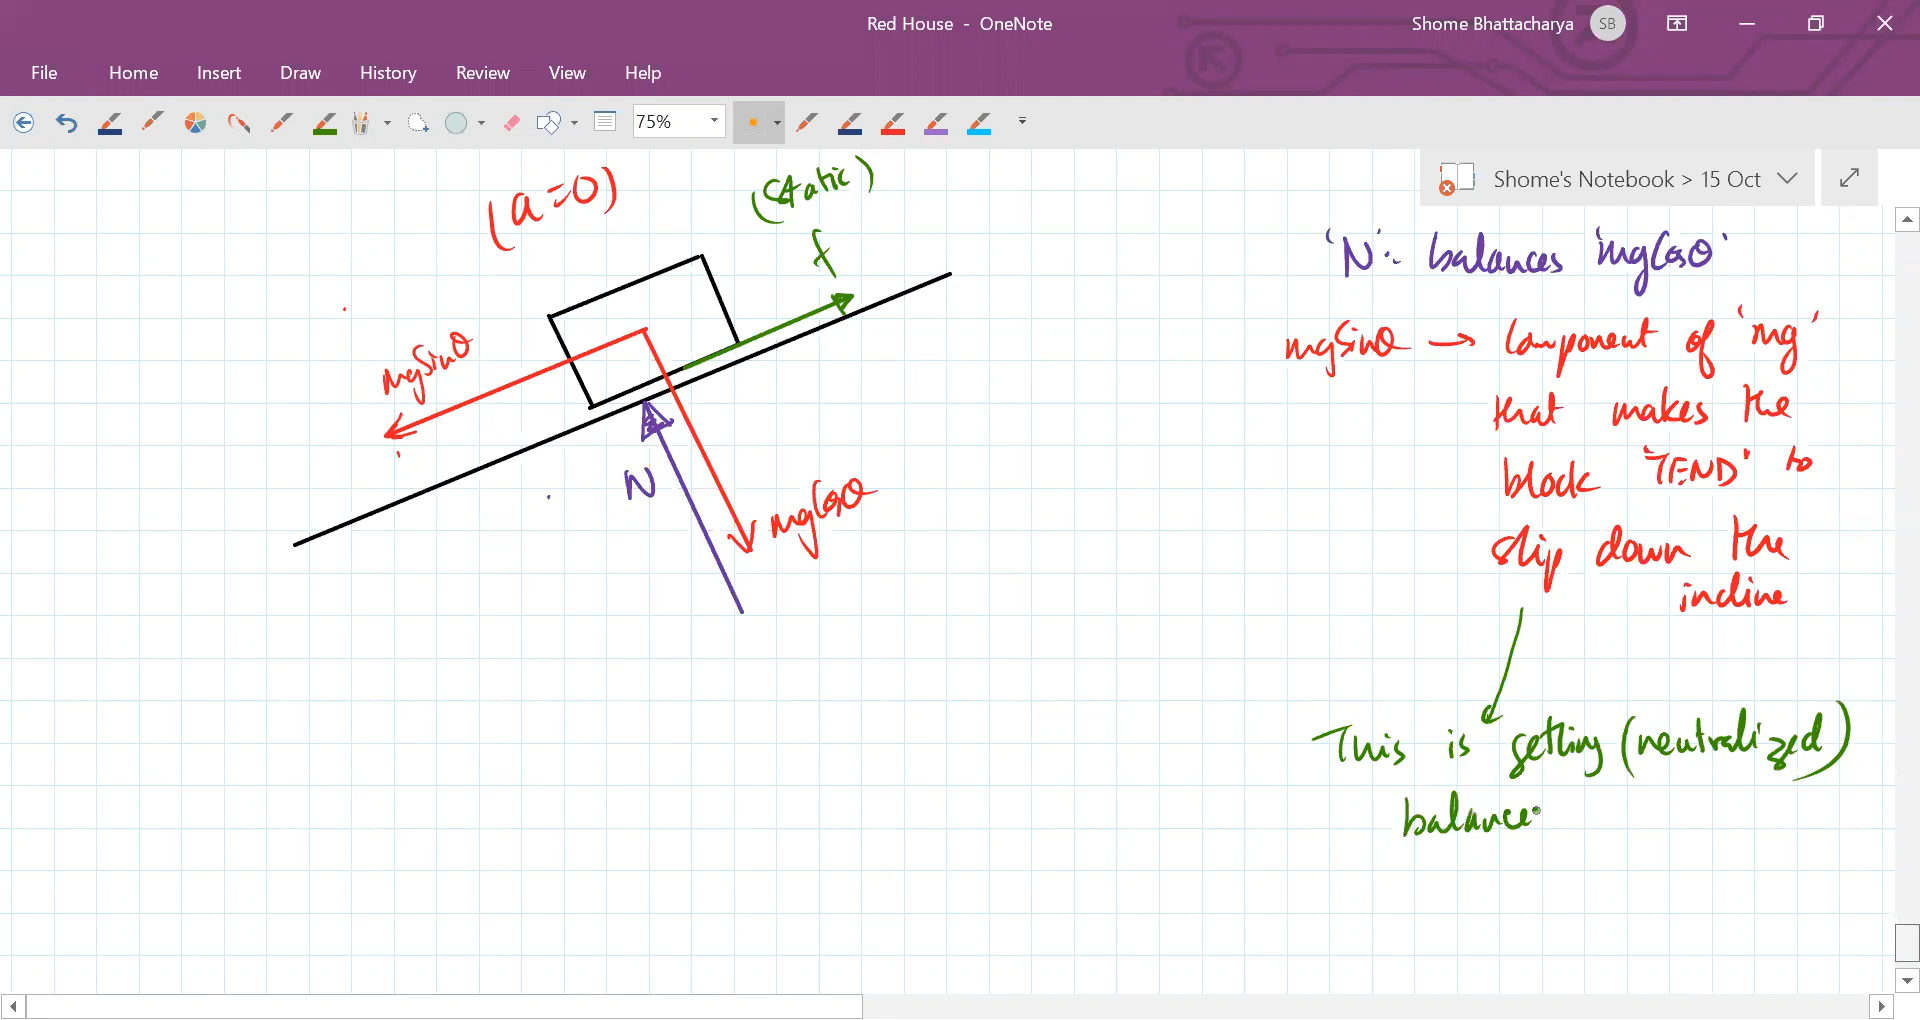 Red House - OneNote
Shome Bhattacharya SB
File Home Insert Draw History Review View Help
75%
Shome's Notebook > 15 Oct
(a=0)
(static)
f
mgsinθ
N
mgcosθ
'N': balances 'mgcosθ'
mgsinθ → component of 'mg'
that makes the
block "TEND" to
slip down the
incline
This is getting (neutralized)
balance